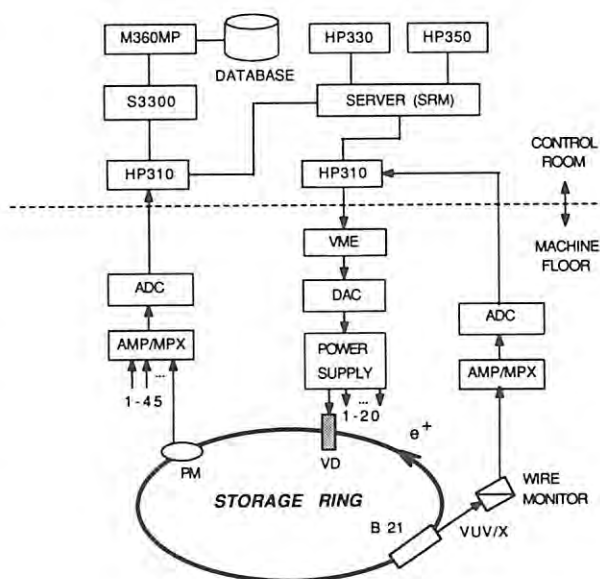 M360MP
HP330
HP350
DATABASE
S3300
SERVER (SRM)
HP310
HP310
CONTROL
ROOM
MACHINE
FLOOR
VME
ADC
DAC
ADC
AMP/MPX
POWER
SUPPLY
AMP/MPX
...
1-45
...
1-20
e+
PM
VD
WIRE
MONITOR
STORAGE RING
B 21
VUV/X